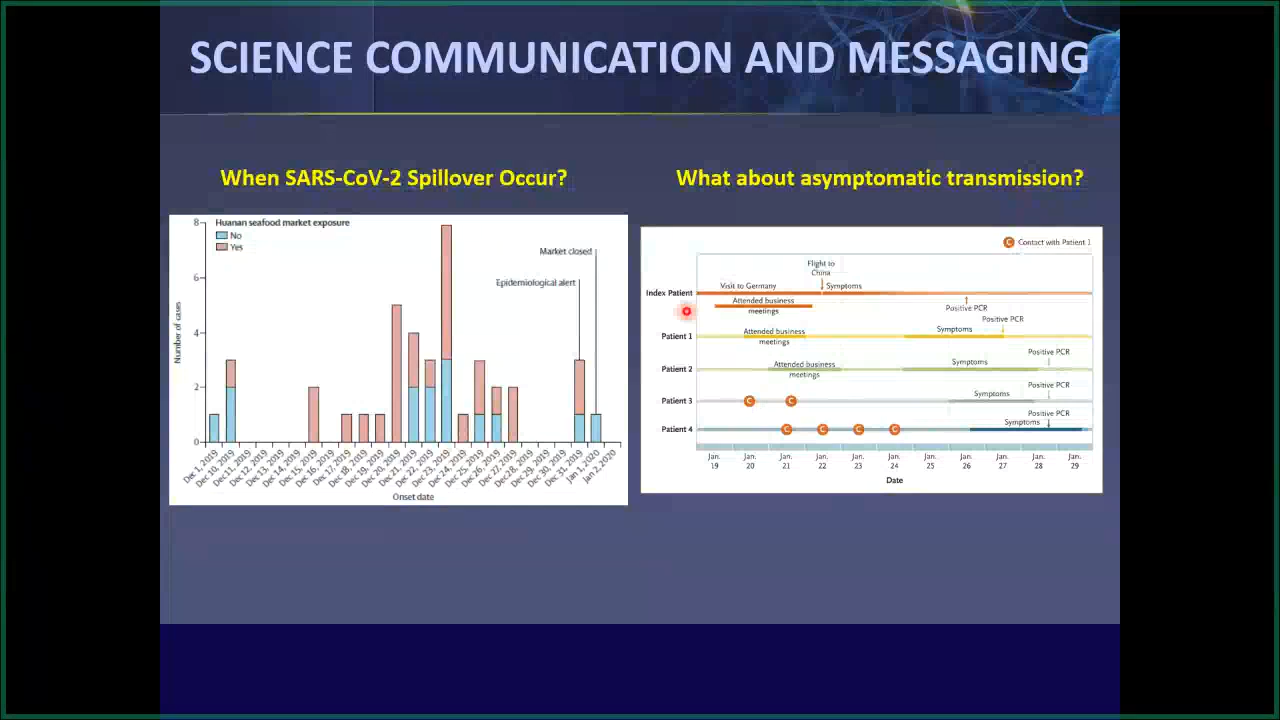 SCIENCE COMMUNICATION AND MESSAGING
When SARS-CoV-2 Spillover Occur?
Huanan seafood market exposure
No
Yes
Market closed
Epidemiological alert
Number of cases
8
6
4
2
0
Dec 1, 2019
Dec 10, 2019
Dec 11, 2019
Dec 12, 2019
Dec 13, 2019
Dec 14, 2019
Dec 15, 2019
Dec 16, 2019
Dec 17, 2019
Dec 18, 2019
Dec 19, 2019
Dec 20, 2019
Dec 21, 2019
Dec 22, 2019
Dec 23, 2019
Dec 24, 2019
Dec 25, 2019
Dec 26, 2019
Dec 27, 2019
Dec 28, 2019
Dec 29, 2019
Dec 30, 2019
Dec 31, 2019
Jan 1, 2020
Jan 2, 2020
Onset date
What about asymptomatic transmission?
C Contact with Patient 1
Flight to
China
Visit to Germany
Symptoms
Index Patient
Attended business
meetings
Positive PCR
Positive PCR
Patient 1
Attended business
meetings
Symptoms
Positive PCR
Patient 2
Attended business
meetings
Symptoms
Positive PCR
Patient 3
C C
Symptoms
Positive PCR
Patient 4
C C C C
Symptoms
Jan. Jan. Jan. Jan. Jan. Jan. Jan. Jan. Jan. Jan. Jan.
19 20 21 22 23 24 25 26 27 28 29
Date